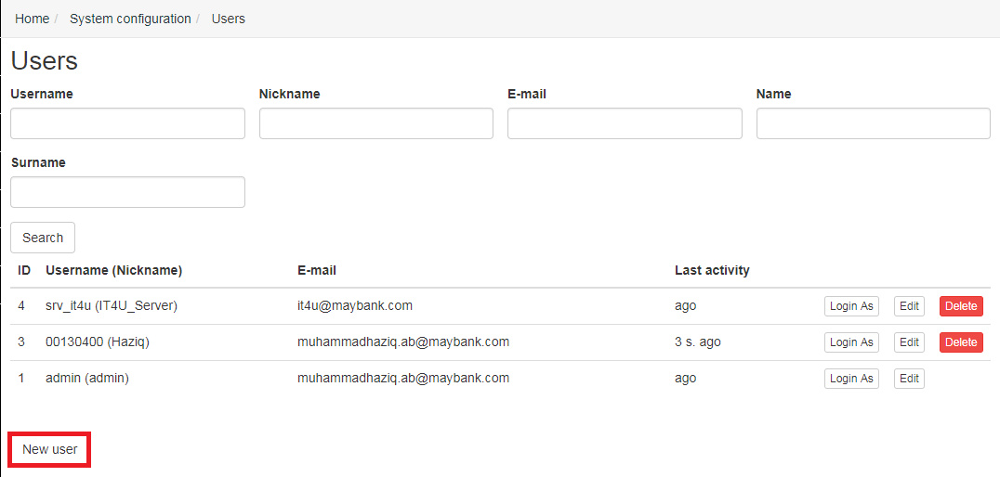 Home / System configuration / Users
Users
Username Nickname E-mail Name
Surname
Search
ID Username (Nickname) E-mail Last activity
4 srv_it4u (IT4U_Server) it4u@maybank.com ago Login As Edit Delete
3 00130400 (Haziq) muhammadhaziq.ab@maybank.com 3 s. ago Login As Edit Delete
1 admin (admin) muhammadhaziq.ab@maybank.com ago Login As Edit
New user